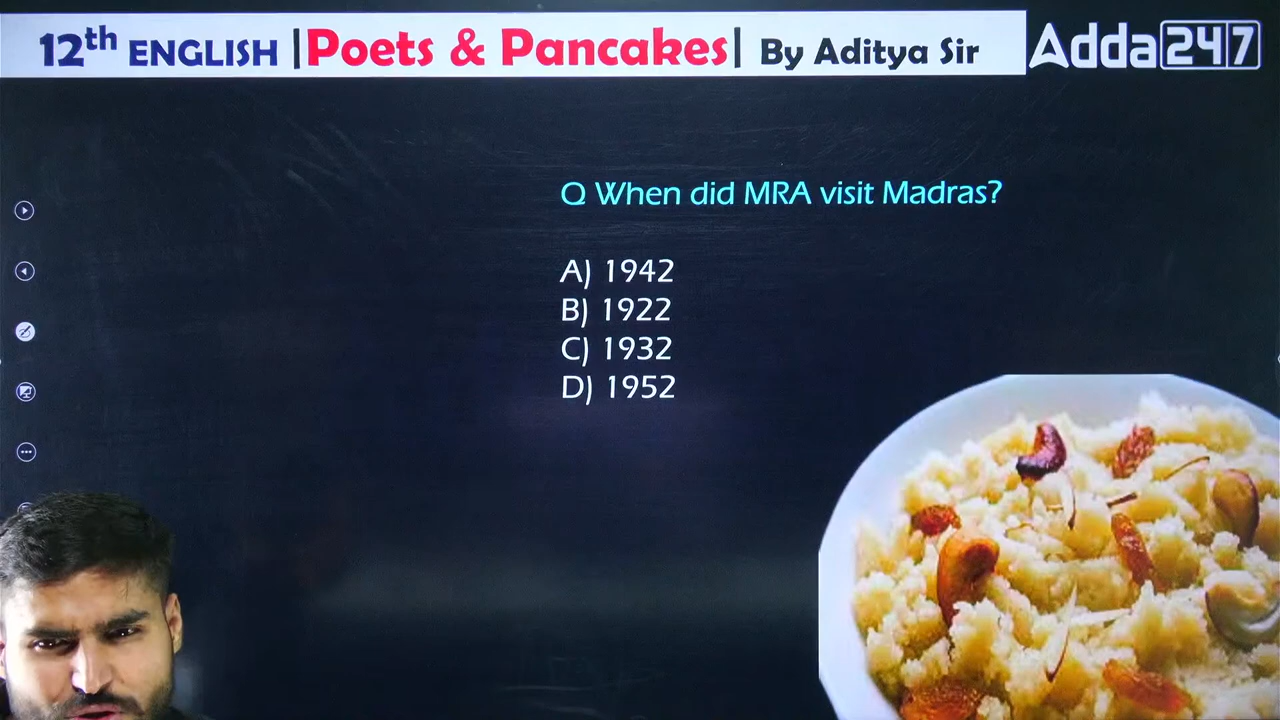 12th ENGLISH |Poets & Pancakes| By Aditya Sir
Adda247
Q When did MRA visit Madras?
A) 1942
B) 1922
C) 1932
D) 1952